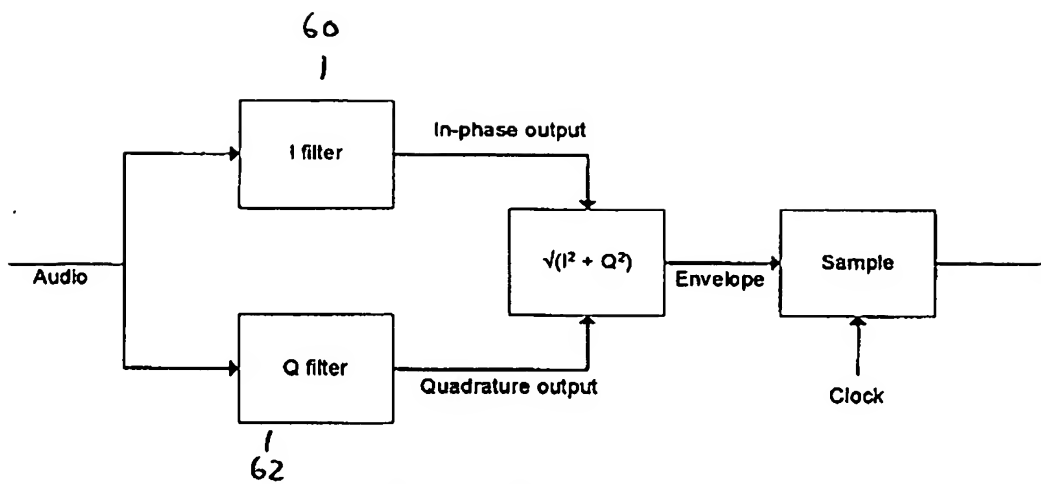 60
I filter
In-phase output
√(I² + Q²)
Audio
Envelope
Sample
Q filter
Quadrature output
Clock
62